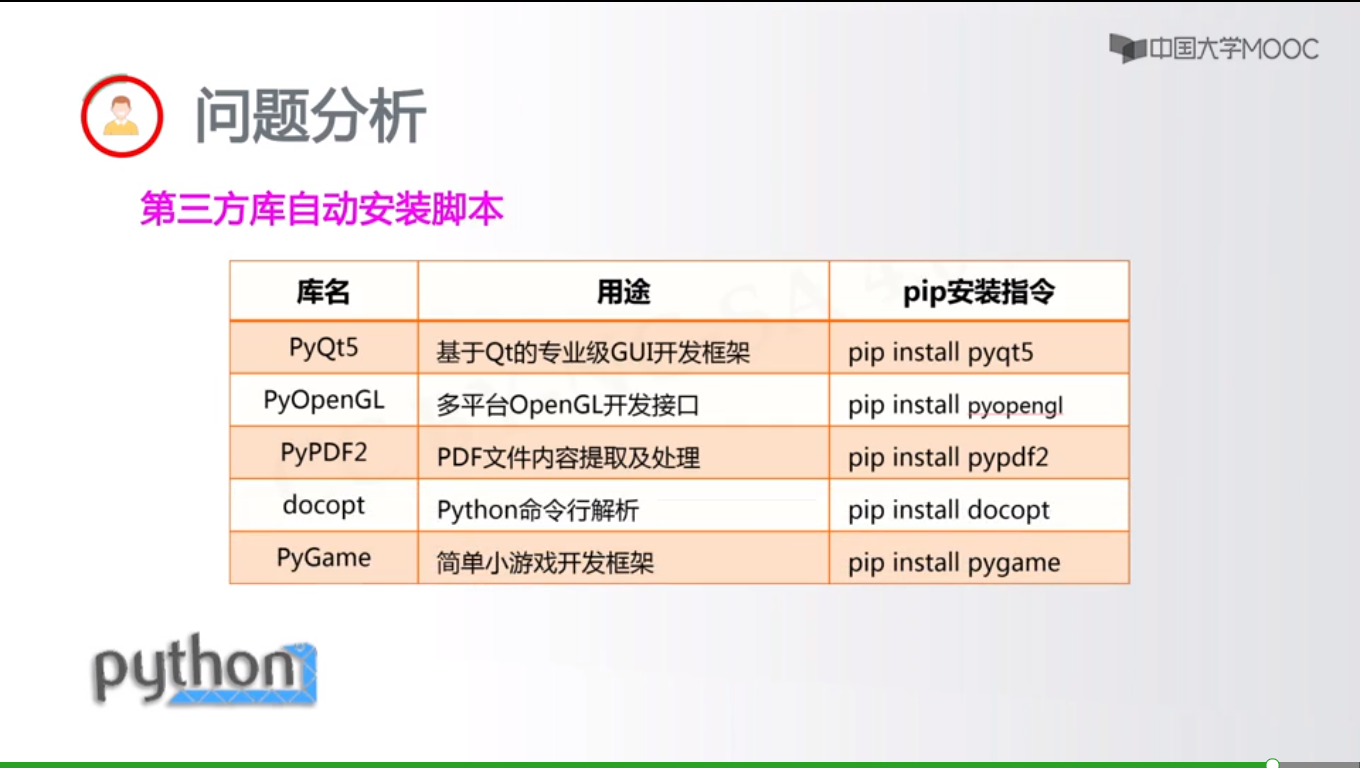 中国大学MOOC
问题分析
第三方库自动安装脚本
库名 用途 pip安装指令
PyQt5 基于Qt的专业级GUI开发框架 pip install pyqt5
PyOpenGL 多平台OpenGL开发接口 pip install pyopengl
PyPDF2 PDF文件内容提取及处理 pip install pypdf2
docopt Python命令行解析 pip install docopt
PyGame 简单小游戏开发框架 pip install pygame
python